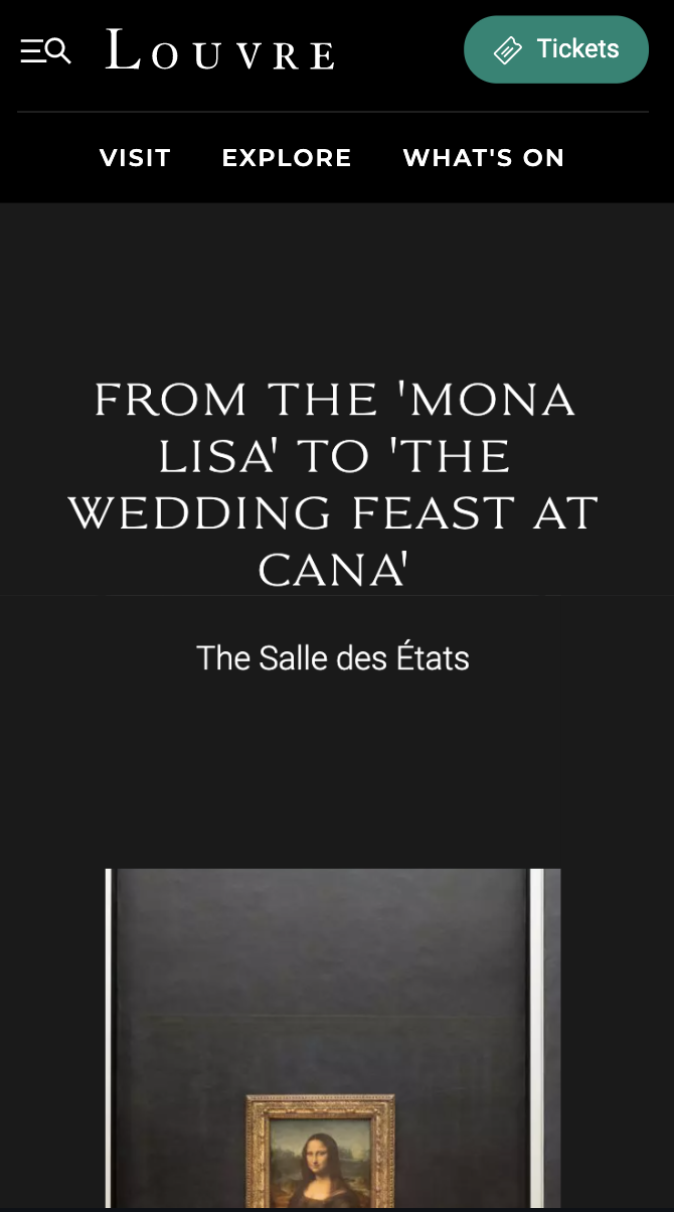 LOUVRE
Tickets
VISIT EXPLORE WHAT'S ON
FROM THE 'MONA
LISA' TO 'THE
WEDDING FEAST AT
CANA'
The Salle des États